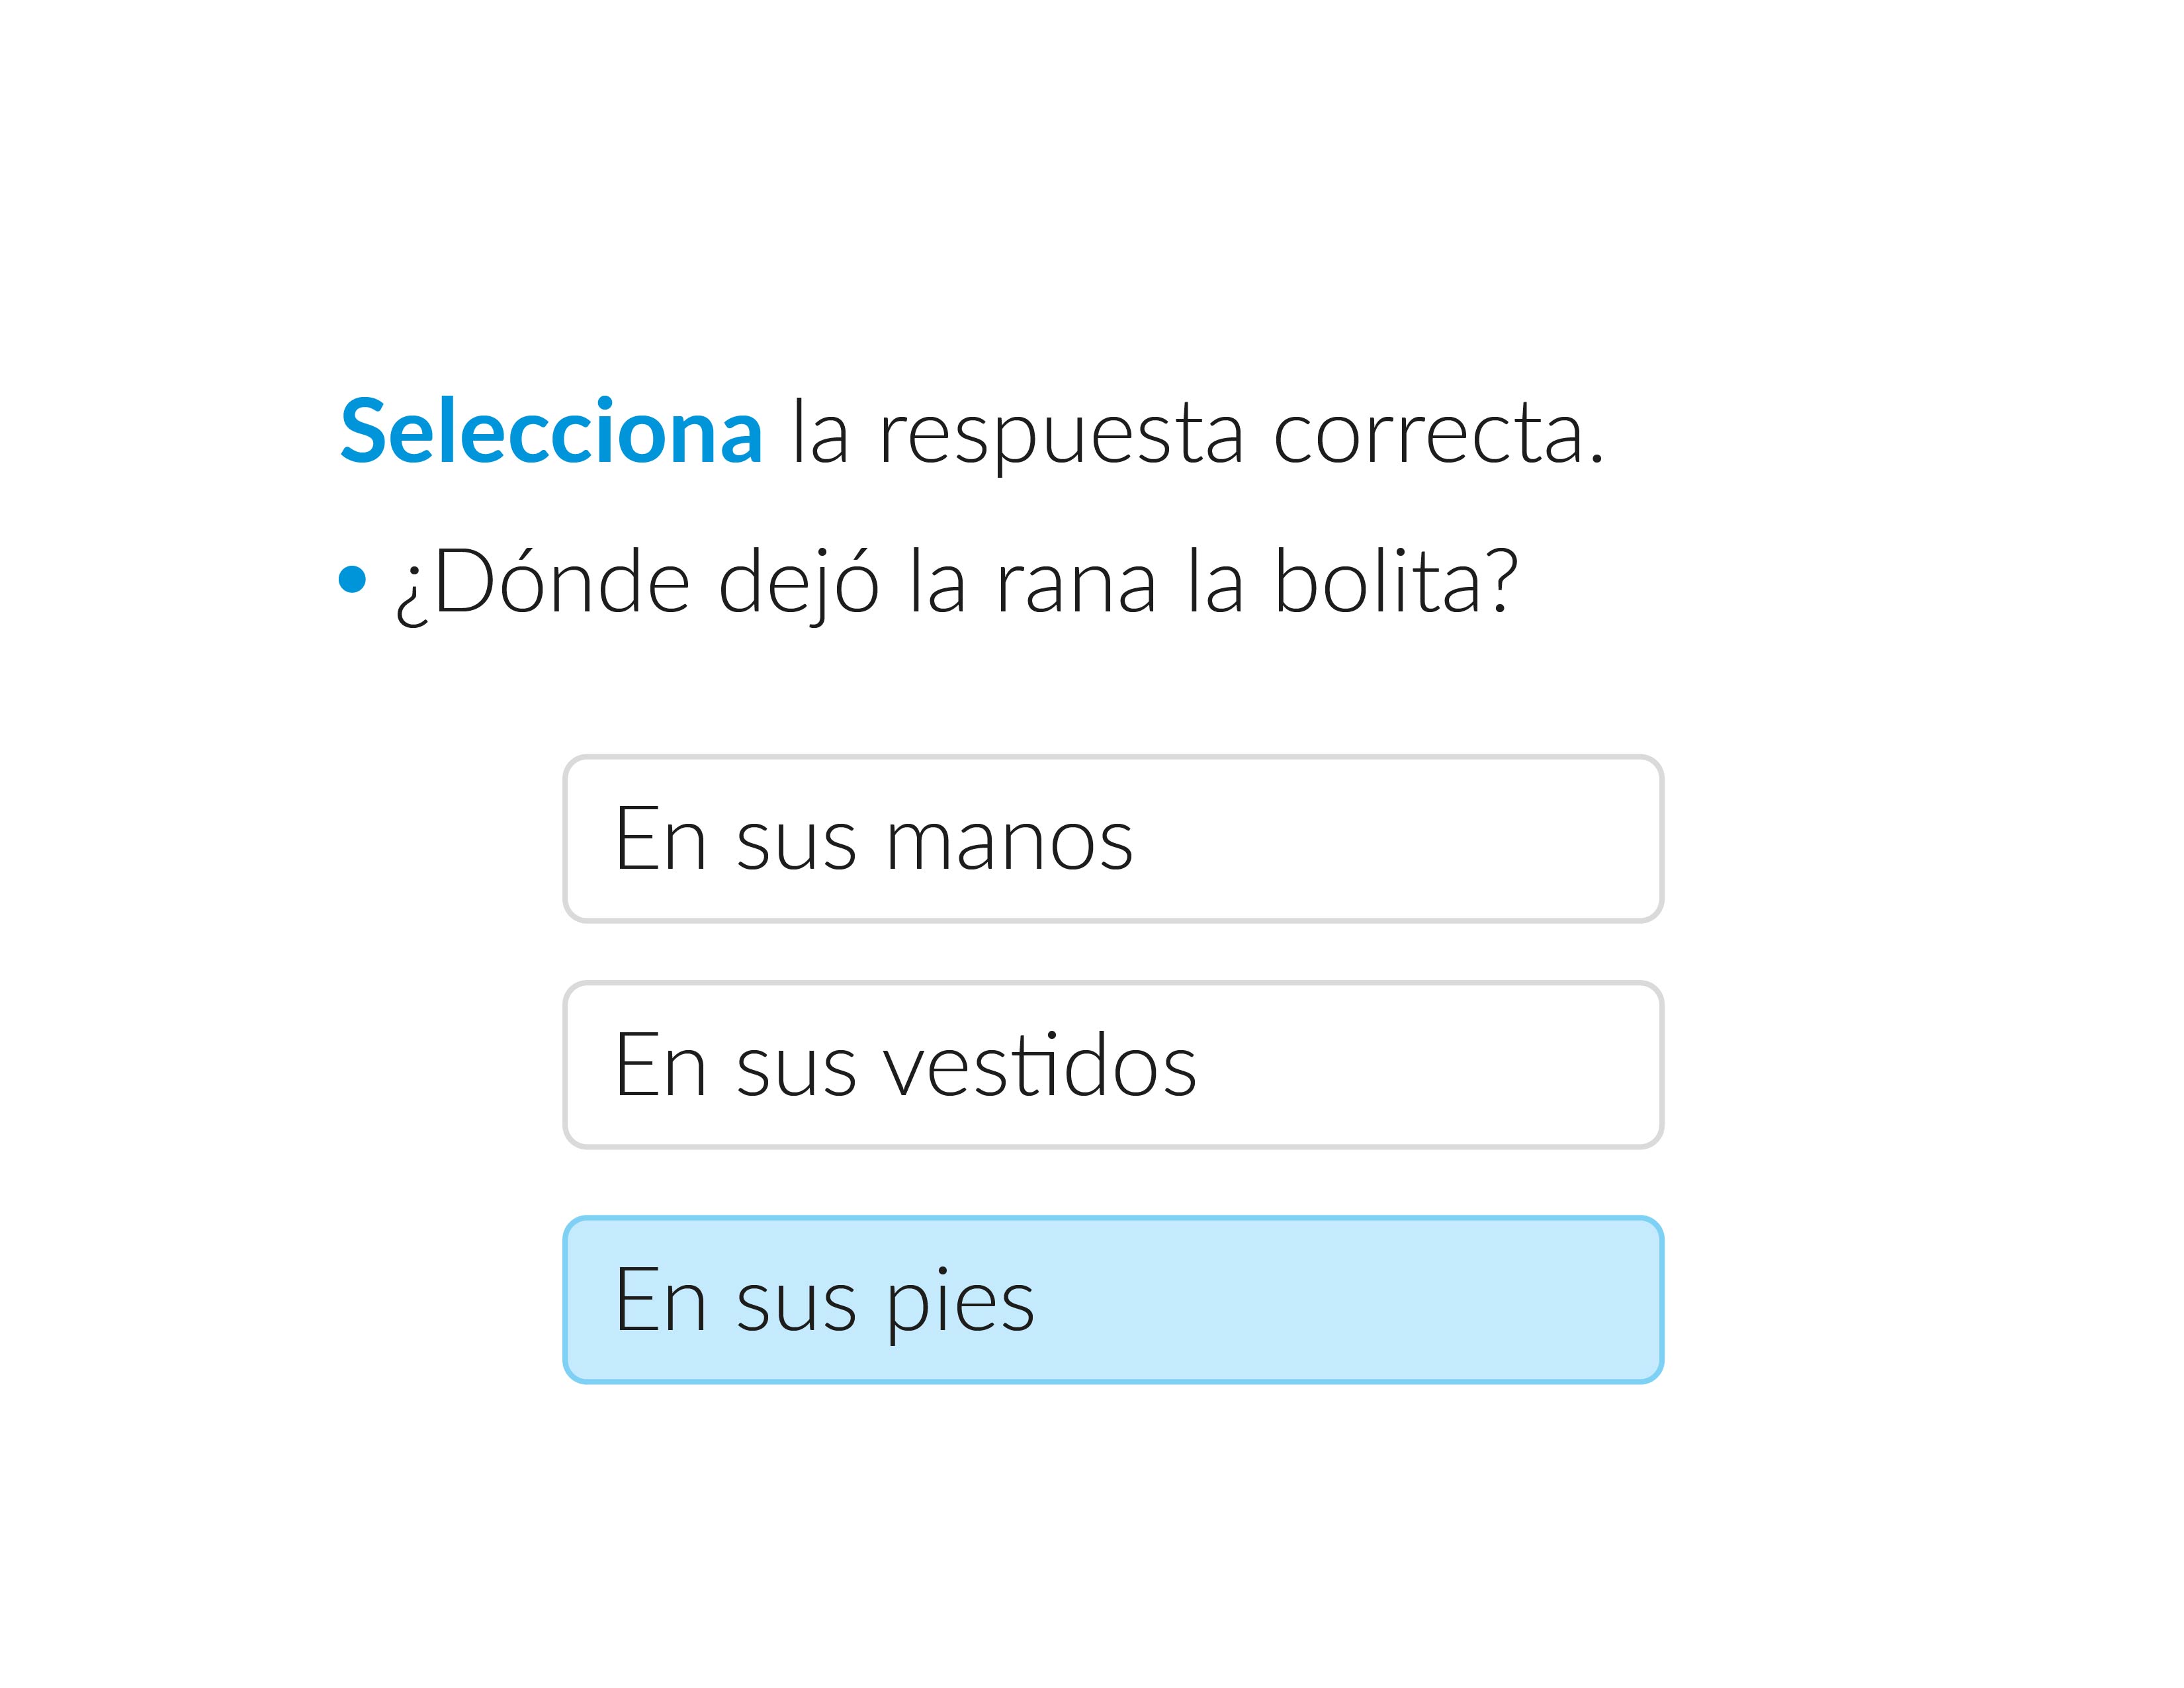 Selecciona la respuesta correcta.
• ¿Dónde dejó la rana la bolita?
En sus manos
En sus vestidos
En sus pies